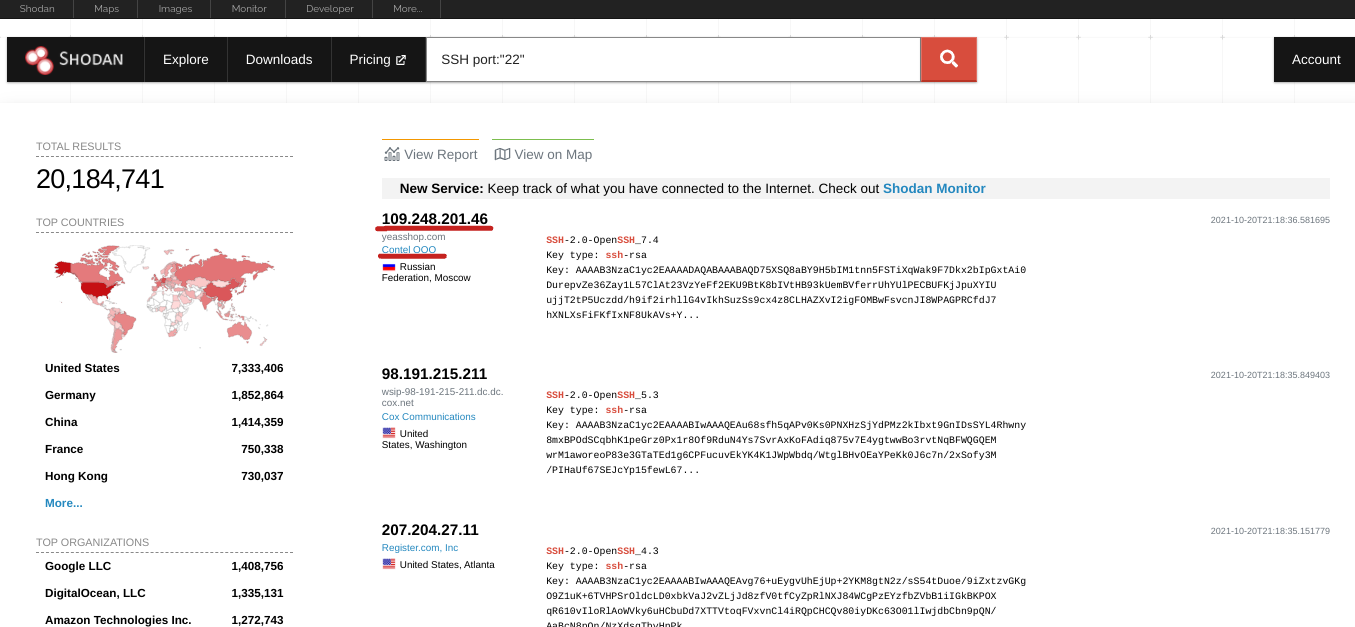 Shodan Maps Images Monitor Developer More...
SHODAN Explore Downloads Pricing SSH port:"22" Account
TOTAL RESULTS
20,184,741
TOP COUNTRIES
United States 7,333,406
Germany 1,852,864
China 1,414,359
France 750,338
Hong Kong 730,037
More...
TOP ORGANIZATIONS
Google LLC 1,408,756
DigitalOcean, LLC 1,335,131
Amazon Technologies Inc. 1,272,743
View Report View on Map
New Service: Keep track of what you have connected to the Internet. Check out Shodan Monitor
109.248.201.46
yeasshop.com
Contel OOO
Russian
Federation, Moscow
2021-10-20T21:18:36.581695
SSH-2.0-OpenSSH_7.4
Key type: ssh-rsa
Key: AAAAB3NzaC1yc2EAAAADAQABAAABAQD75XSQ8aBY9H5bIM1tnn5FSTiXqWak9F7Dkx2bIpGxtAi0
DurepvZe36Zay1L57ClAt23VzYeFf2EKU9BtK8bIVtHB93kUemBVferrUhYUlPECBUFKjJpuXYIU
ujjT2tP5Uczdd/h9if2irhllG4vIkhSuzSs9cx4z8CLHAZXvI2igFOMBwFsvcnJI8WPAGPRCfdJ7
hXNLXsFiFKfIxNF8UkAVs+Y...
98.191.215.211
wsip-98-191-215-211.dc.dc.
cox.net
Cox Communications
United
States, Washington
2021-10-20T21:18:35.849403
SSH-2.0-OpenSSH_5.3
Key type: ssh-rsa
Key: AAAAB3NzaC1yc2EAAAABIwAAAQEAu68sfh5qAPv0Ks0PNXHzSjYdPMz2kIbxt9GnIDsSYL4Rhwny
8mxBPOdSCqbhK1peGrz0Px1r8Of9RduN4Ys7SvrAxKoFAdiq875v7E4ygtwwBo3rvtNqBFWQGQEM
wrM1aworeoP83e3GTaTEd1g6CPFucuvEkYK4K1JWpWbdq/WtglBHvOEaYPeKk0J6c7n/2xSofy3M
/PIHaUf67SEJcYp15fewL67...
207.204.27.11
Register.com, Inc
United States, Atlanta
2021-10-20T21:18:35.151779
SSH-2.0-OpenSSH_4.3
Key type: ssh-rsa
Key: AAAAB3NzaC1yc2EAAAABIwAAAQEAvg76+uEygvUhEjUp+2YKM8gtN2z/sS54tDuoe/9iZxtzvGKg
O9Z1uK+6TVHPSrOldcLD0xbkVaJ2vZLjJd8zfV0tfCyZpRlNXJ84WCgPzEYzfbZVbB1iIGkBKPOX
qR610vIloRlAoWVky6uHCbuDd7XTTVtoqFVxvnCl4iRQpCHCQv80iyDKc63O01lIwjdbCbn9pQN/